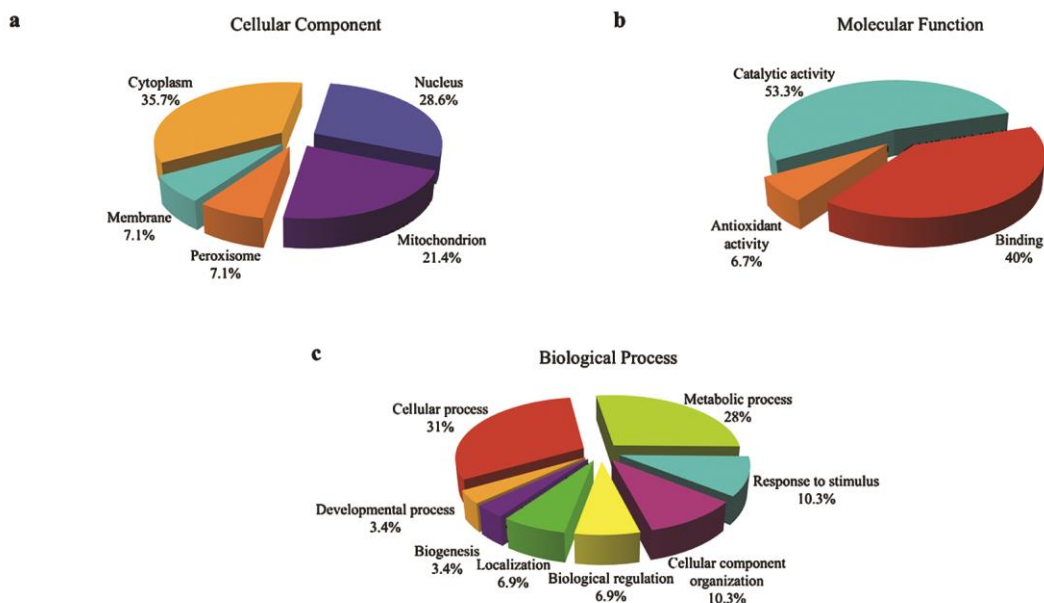 a
Cellular Component
Cytoplasm
35.7%
Nucleus
28.6%
Membrane
7.1%
Peroxisome
7.1%
Mitochondrion
21.4%
b
Molecular Function
Catalytic activity
53.3%
Antioxidant
activity
6.7%
Binding
40%
c
Biological Process
Cellular process
31%
Metabolic process
28%
Response to stimulus
10.3%
Developmental process
3.4%
Biogenesis
3.4%
Localization
6.9%
Biological regulation
6.9%
Cellular component
organization
10.3%